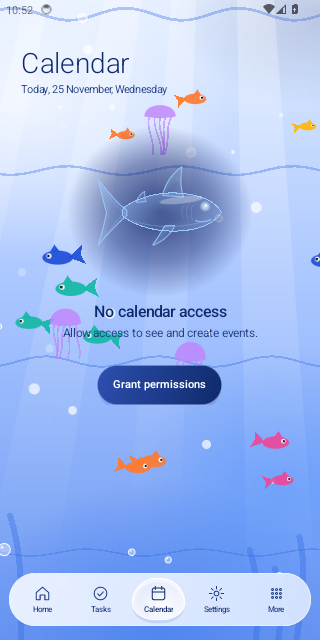 10:52
Calendar
Today, 25 November, Wednesday
No calendar access
Allow access to see and create events.
Grant permissions
Home
Tasks
Calendar
Settings
More